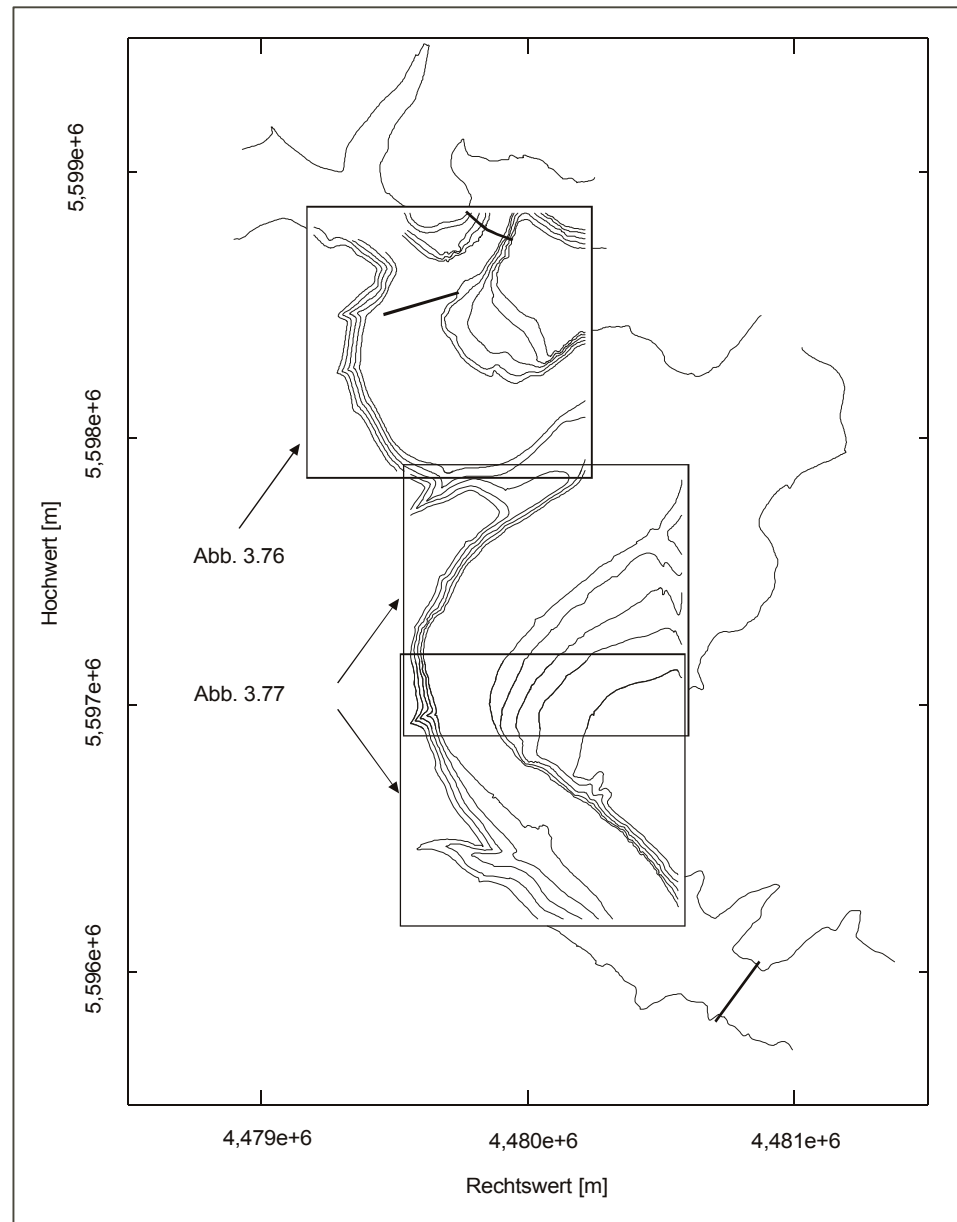 5,599e+6
5,598e+6
5,597e+6
5,596e+6
Hochwert [m]
Abb. 3.76
Abb. 3.77
4,479e+6
4,480e+6
4,481e+6
Rechtswert [m]